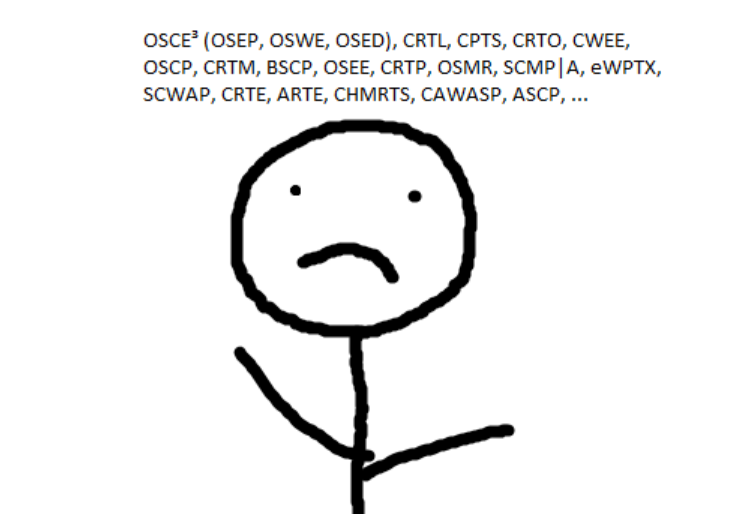 OSCE³ (OSEP, OSWE, OSED), CRTL, CPTS, CRTO, CWEE,
OSCP, CRTM, BSCP, OSEE, CRTP, OSMR, SCMP|A, eWPTX,
SCWAP, CRTE, ARTE, CHMRTS, CAWASP, ASCP, ...